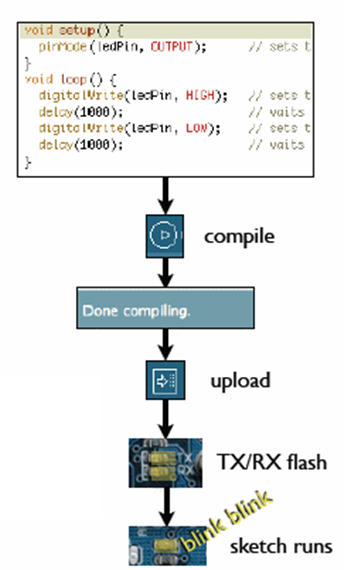 void setup() {
pinMode(ledPin, OUTPUT); // sets t
}
void loop() {
digitalWrite(ledPin, HIGH); // sets t
delay(1000); // waits
digitalWrite(ledPin, LOW); // sets t
delay(1000); // waits
}
compile
Done compiling.
upload
TX
RX
TX/RX flash
blink blink
sketch runs